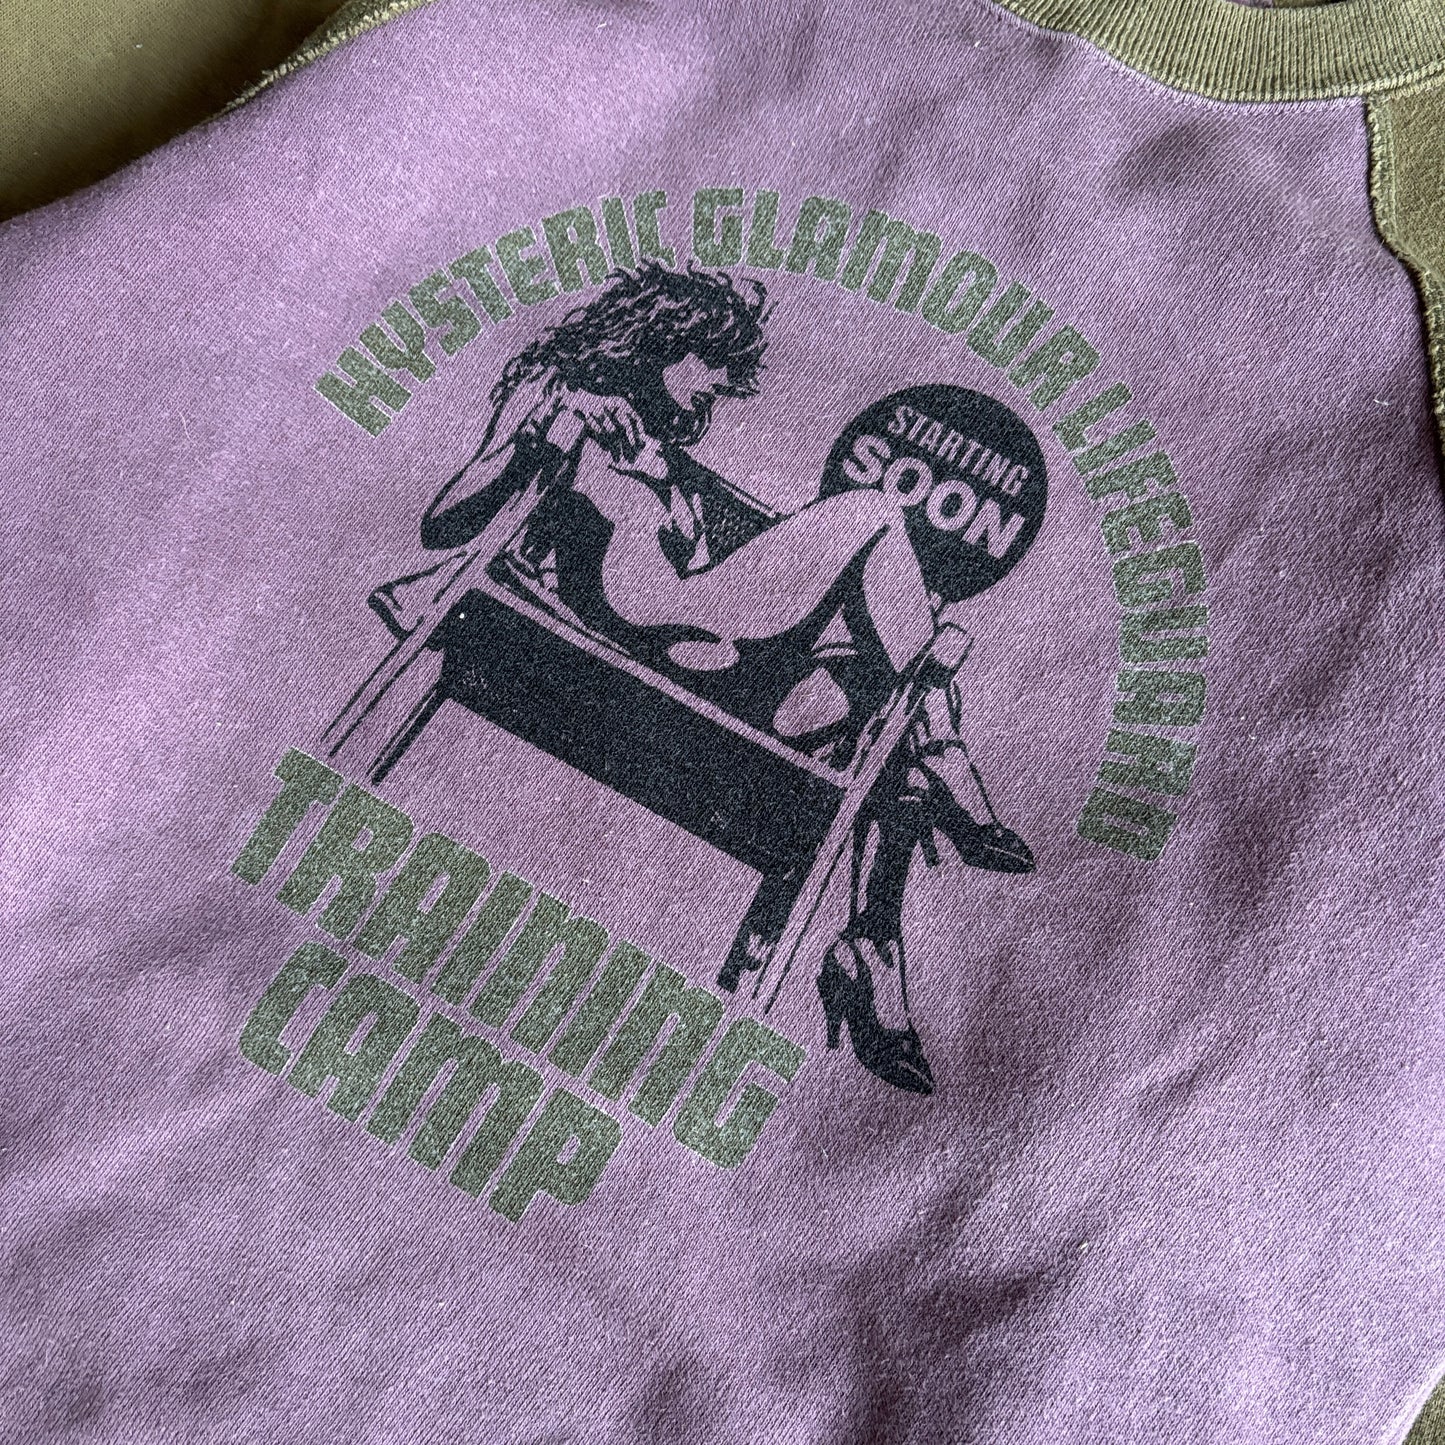 HYSTERIC GLAMOUR LIFEGUARD
STARTING
SOON
TRAINING
CAMP